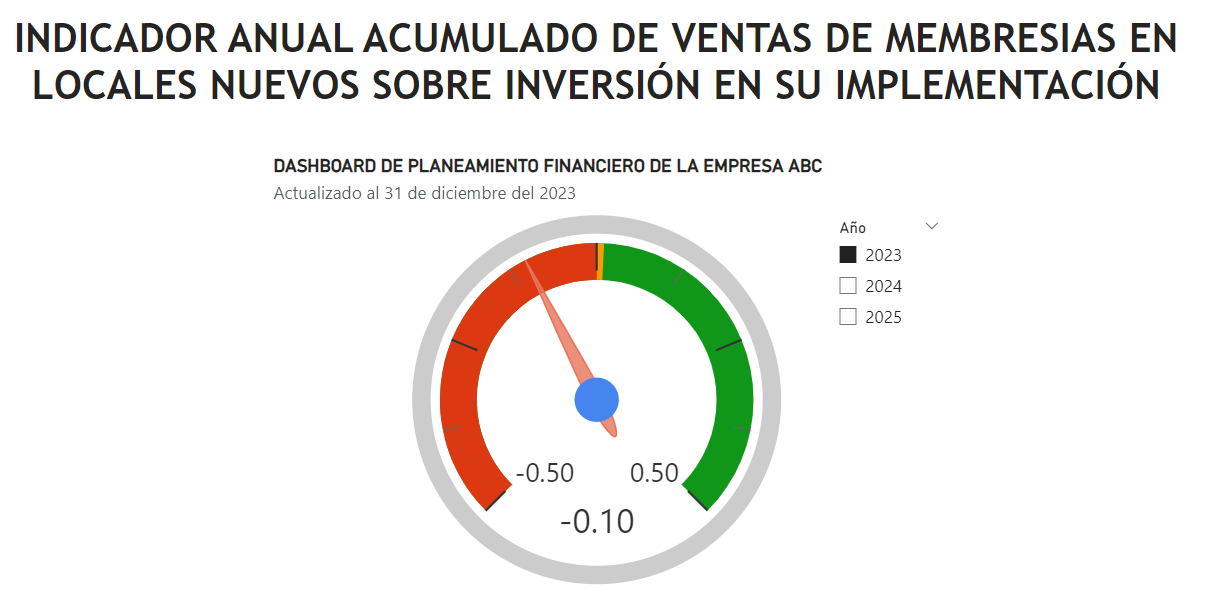 INDICADOR ANUAL ACUMULADO DE VENTAS DE MEMBRESIAS EN
LOCALES NUEVOS SOBRE INVERSIÓN EN SU IMPLEMENTACIÓN
DASHBOARD DE PLANEAMIENTO FINANCIERO DE LA EMPRESA ABC
Actualizado al 31 de diciembre del 2023
Año
2023
2024
2025
-0.50 0.50
-0.10